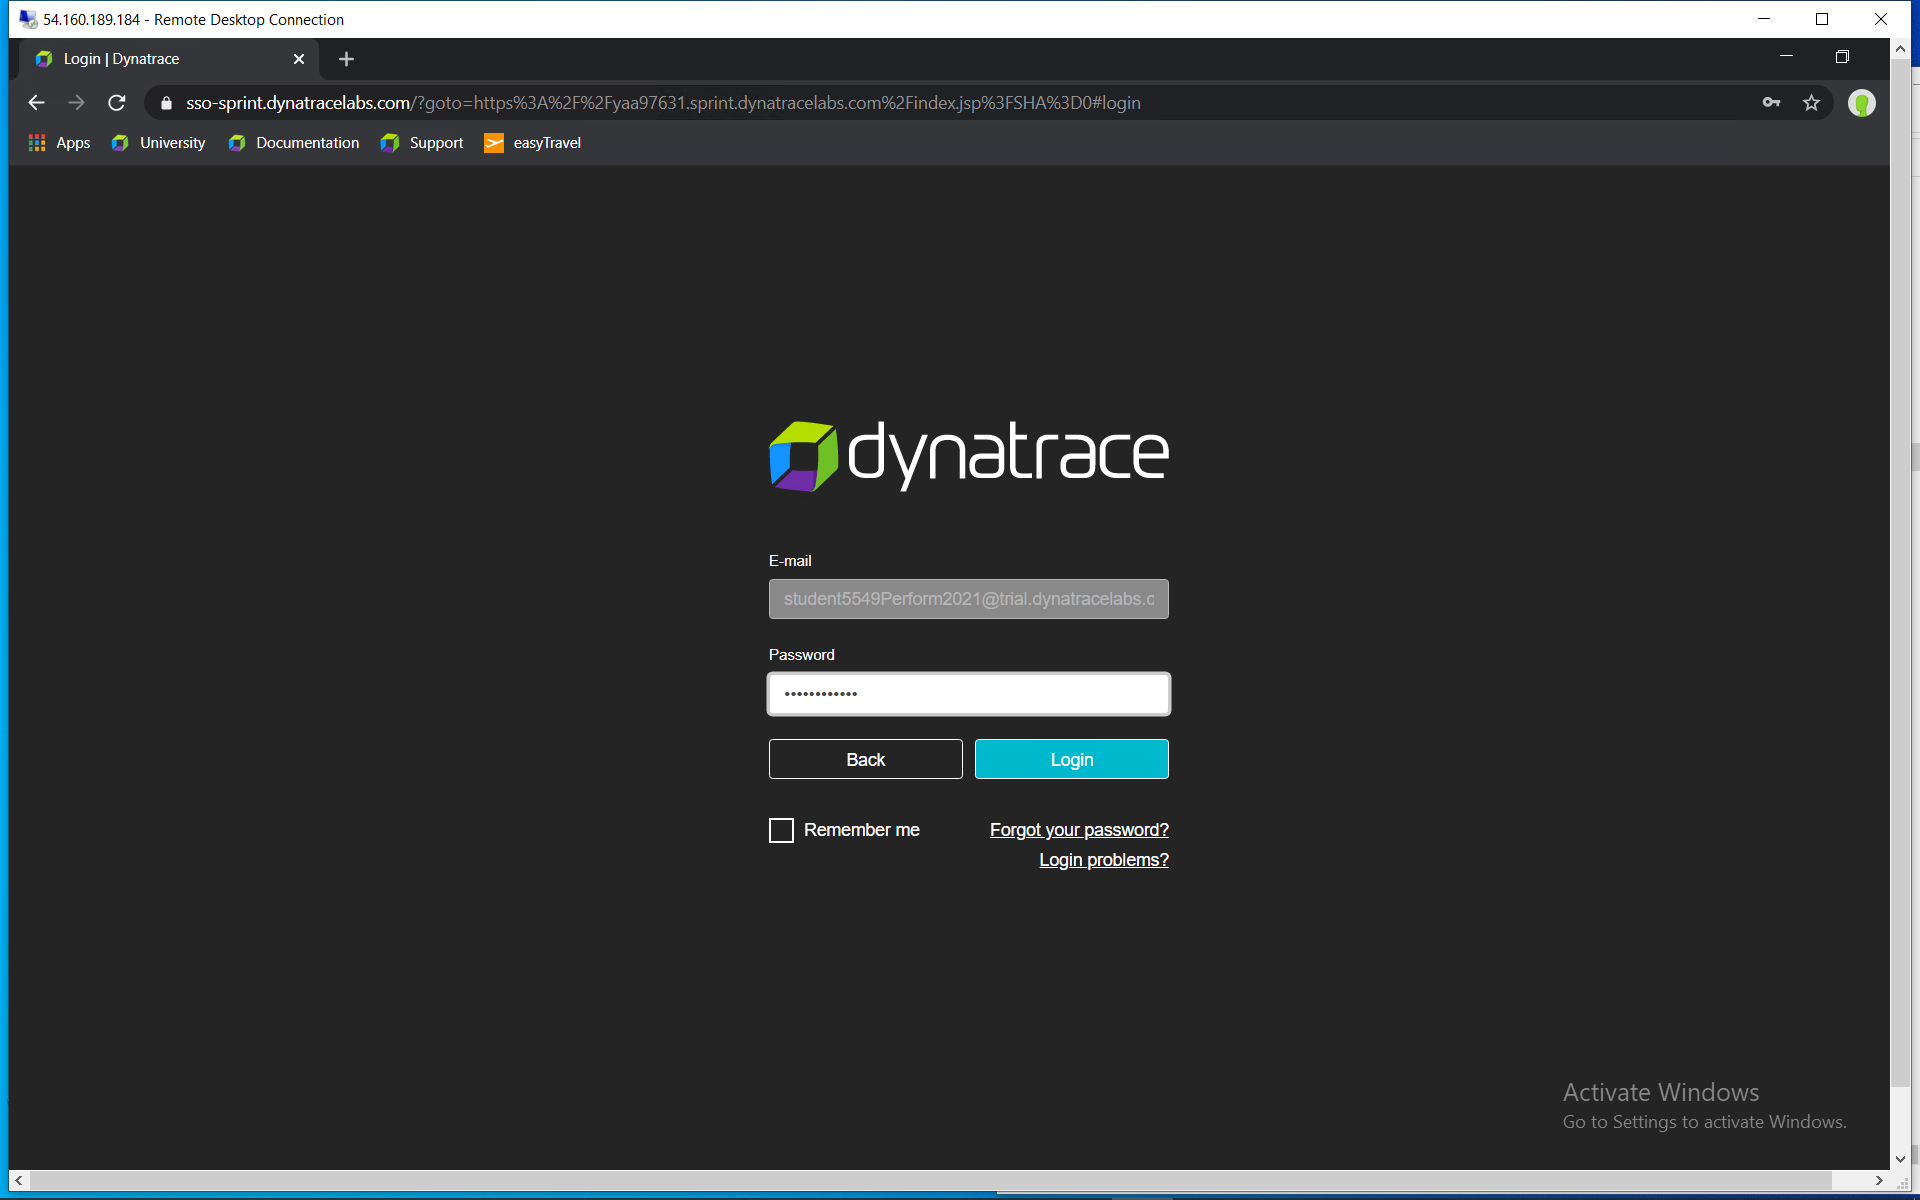 54.160.189.184 - Remote Desktop Connection
Login | Dynatrace
sso-sprint.dynatracelabs.com/?goto=https%3A%2F%2Fyaa97631.sprint.dynatracelabs.com%2Findex.jsp%3FSHA%3D0#login
Apps University Documentation Support easyTravel
dynatrace
E-mail
student5549Perform2021@trial.dynatracelabs.c
Password
Back Login
Remember me Forgot your password?
Login problems?
Activate Windows
Go to Settings to activate Windows.